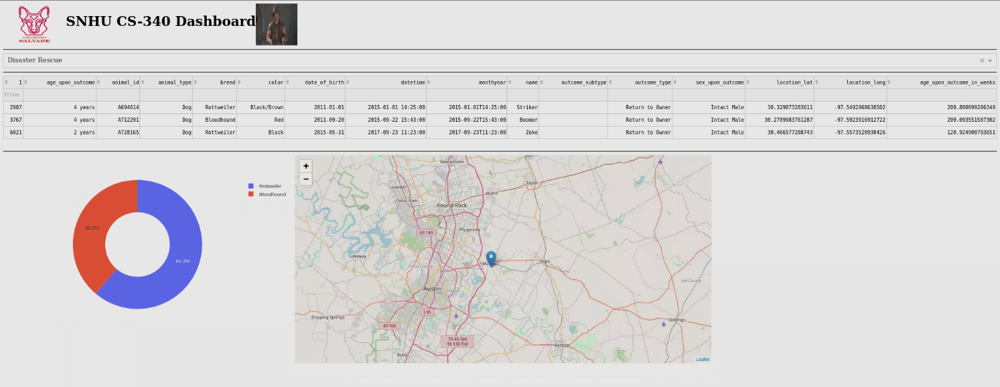 SNHU CS-340 Dashboard
GRAZIOSO
SALVARE
Disaster Rescue
1 age_upon_outcome animal_id animal_type breed color date_of_birth datetime monthyear name outcome_subtype outcome_type sex_upon_outcome location_lat location_long age_upon_outcome_in_weeks
filter
2987 4 years A694614 Dog Rottweiler Black/Brown 2011-01-01 2015-01-01 14:25:00 2015-01-01T14:25:00 Striker Return to Owner Intact Male 30.329873203611 -97.5492968638502 208.800099206349
3767 4 years A712291 Dog Bloodhound Red 2011-09-20 2015-09-22 15:43:00 2015-09-22T15:43:00 Boomer Return to Owner Intact Male 30.2709983761287 -97.5923916912722 209.093551587302
6021 2 years A728165 Dog Rottweiler Black 2015-05-31 2017-09-23 11:23:00 2017-09-23T11:23:00 Zeke Return to Owner Intact Male 30.466577208743 -97.5573520930426 120.924900793651
Rottweiler
Bloodhound
61.2%
+
−
Georgetown
Taylor
Leander
Hutto
Cedar Park
Round Rock
Pflugerville
US 183
Lakeway
Travis County
Elgin
Lee County
Austin
I 35
Dripping Springs
Giddings
45 Toll
TX 45 Toll
TX 130 Toll
Bastrop
Buda
Leaflet